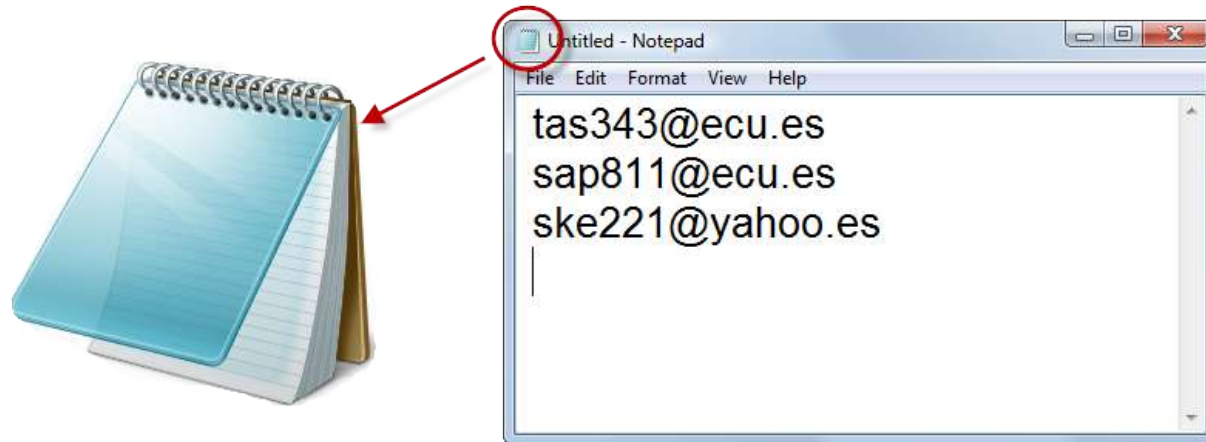 Untitled - Notepad
File Edit Format View Help
tas343@ecu.es
sap811@ecu.es
ske221@yahoo.es